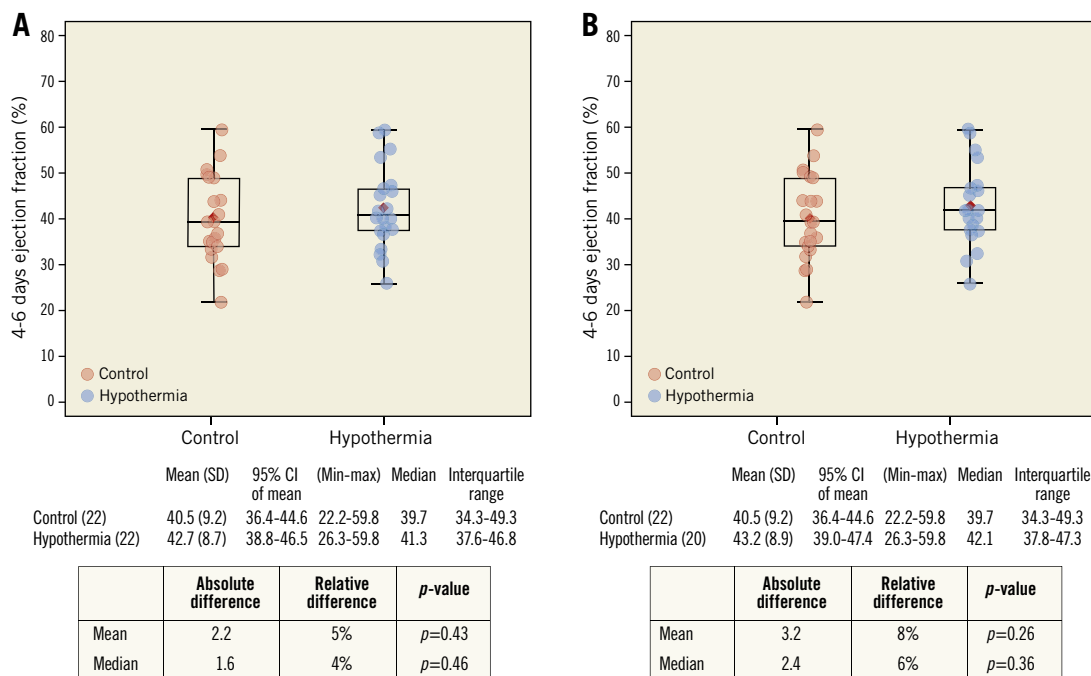 A
4-6 days ejection fraction (%)
80
70
60
50
40
30
20
10
0
Control
Hypothermia
Control Hypothermia
Mean (SD) 95% CI of mean (Min-max) Median Interquartile range
Control (22) 40.5 (9.2) 36.4-44.6 22.2-59.8 39.7 34.3-49.3
Hypothermia (22) 42.7 (8.7) 38.8-46.5 26.3-59.8 41.3 37.6-46.8
Absolute difference Relative difference p-value
Mean 2.2 5% p=0.43
Median 1.6 4% p=0.46
B
4-6 days ejection fraction (%)
80
70
60
50
40
30
20
10
0
Control
Hypothermia
Control Hypothermia
Mean (SD) 95% CI of mean (Min-max) Median Interquartile range
Control (22) 40.5 (9.2) 36.4-44.6 22.2-59.8 39.7 34.3-49.3
Hypothermia (20) 43.2 (8.9) 39.0-47.4 26.3-59.8 42.1 37.8-47.3
Absolute difference Relative difference p-value
Mean 3.2 8% p=0.26
Median 2.4 6% p=0.36